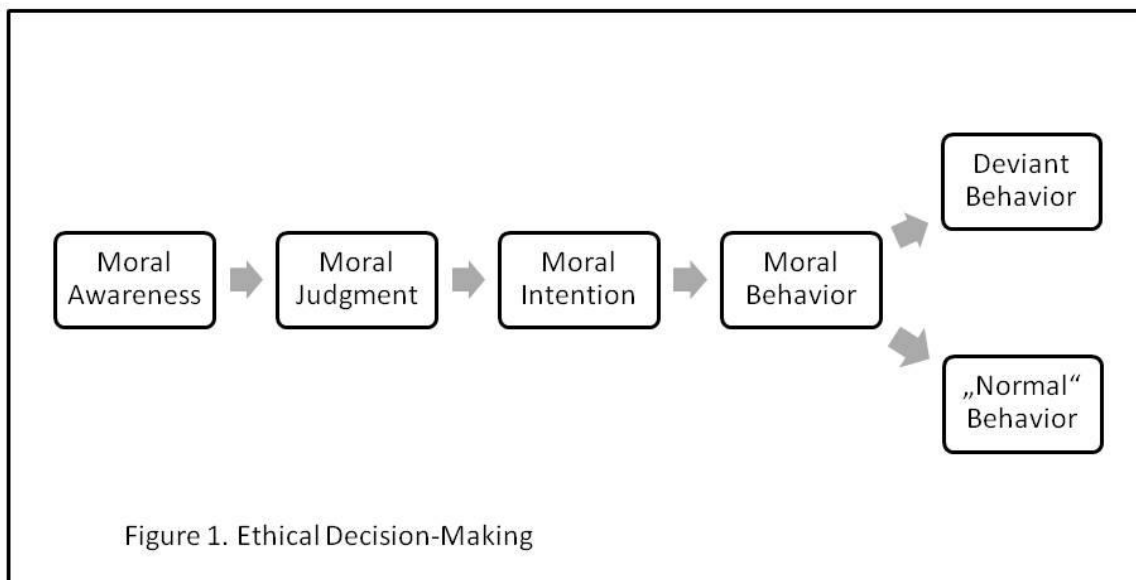 Moral
Awareness
Moral
Judgment
Moral
Intention
Moral
Behavior
Deviant
Behavior
„Normal“
Behavior
Figure 1. Ethical Decision-Making